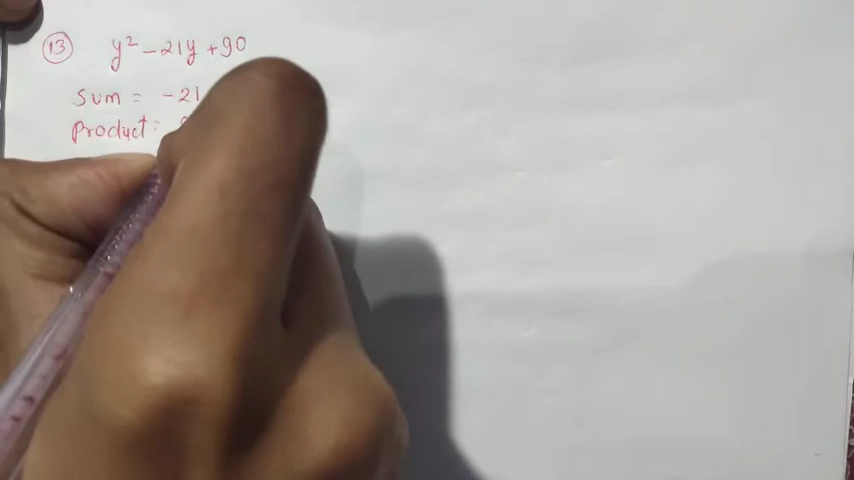 13 y² - 21y + 90
Sum = -21
Product =